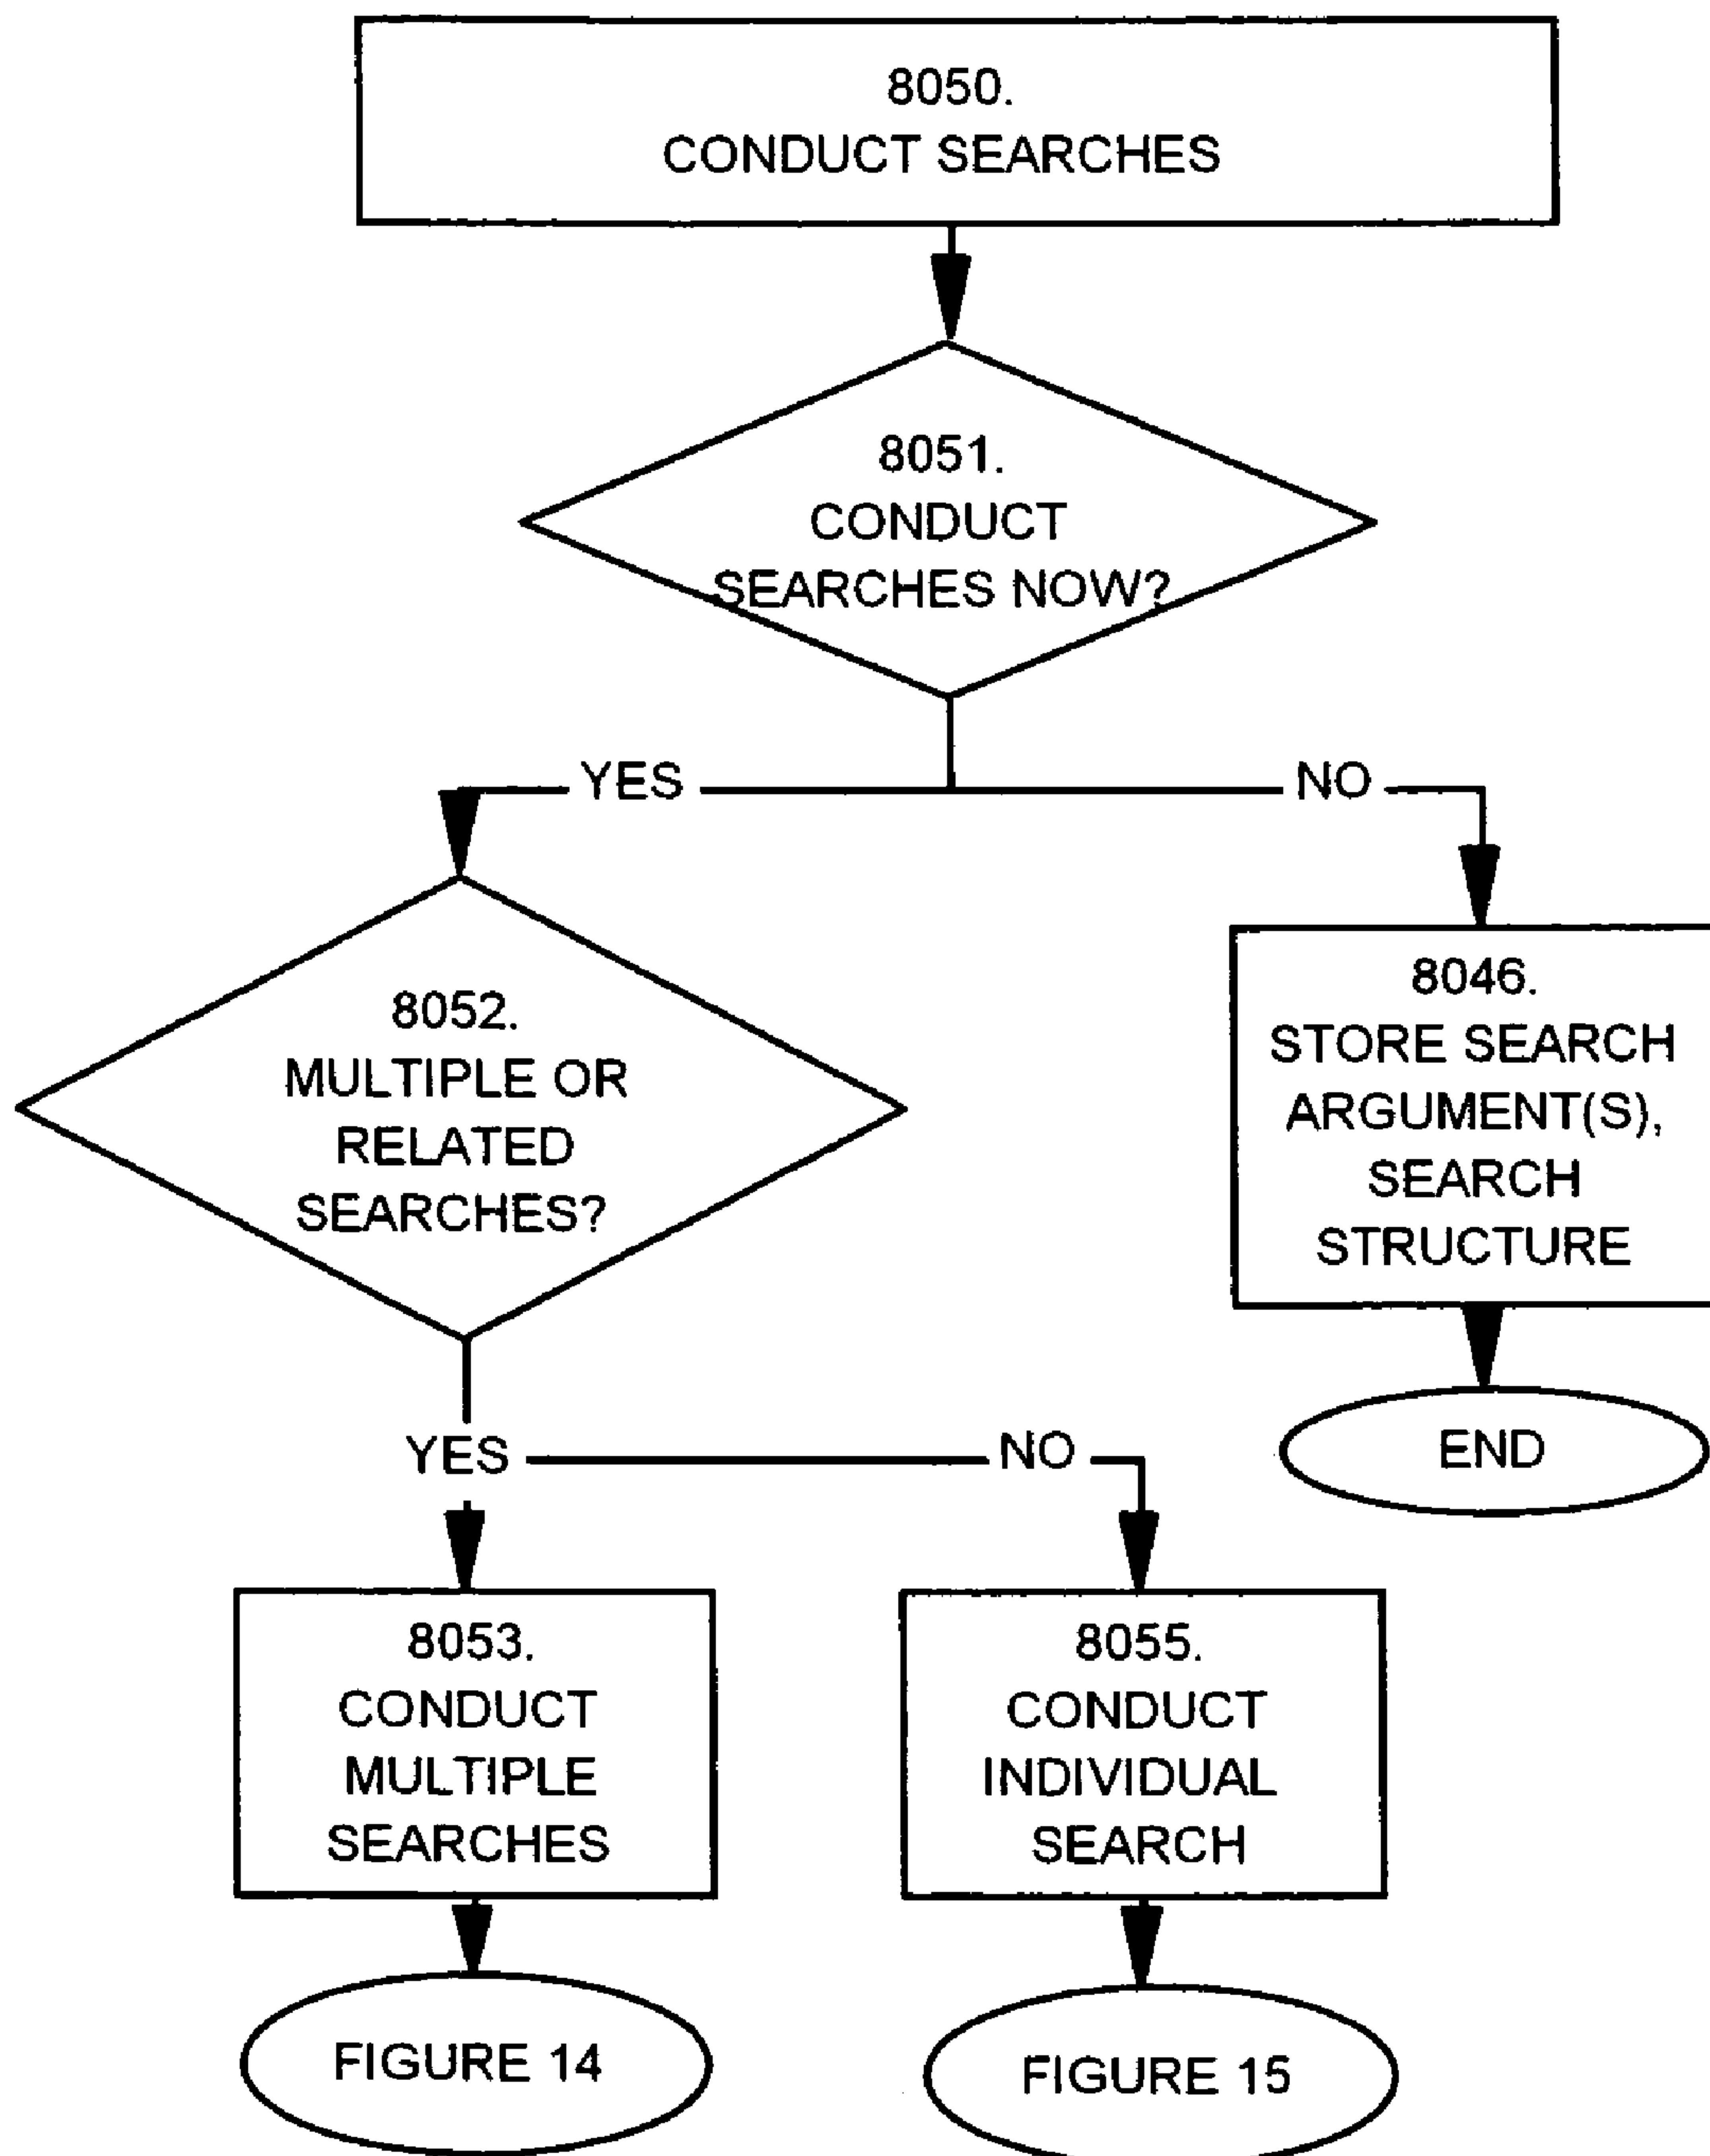 8050.
CONDUCT SEARCHES
8051.
CONDUCT
SEARCHES NOW?
YES
NO
8052.
MULTIPLE OR
RELATED
SEARCHES?
8046.
STORE SEARCH
ARGUMENT(S),
SEARCH
STRUCTURE
END
YES
NO
8053.
CONDUCT
MULTIPLE
SEARCHES
8055.
CONDUCT
INDIVIDUAL
SEARCH
FIGURE 14
FIGURE 15